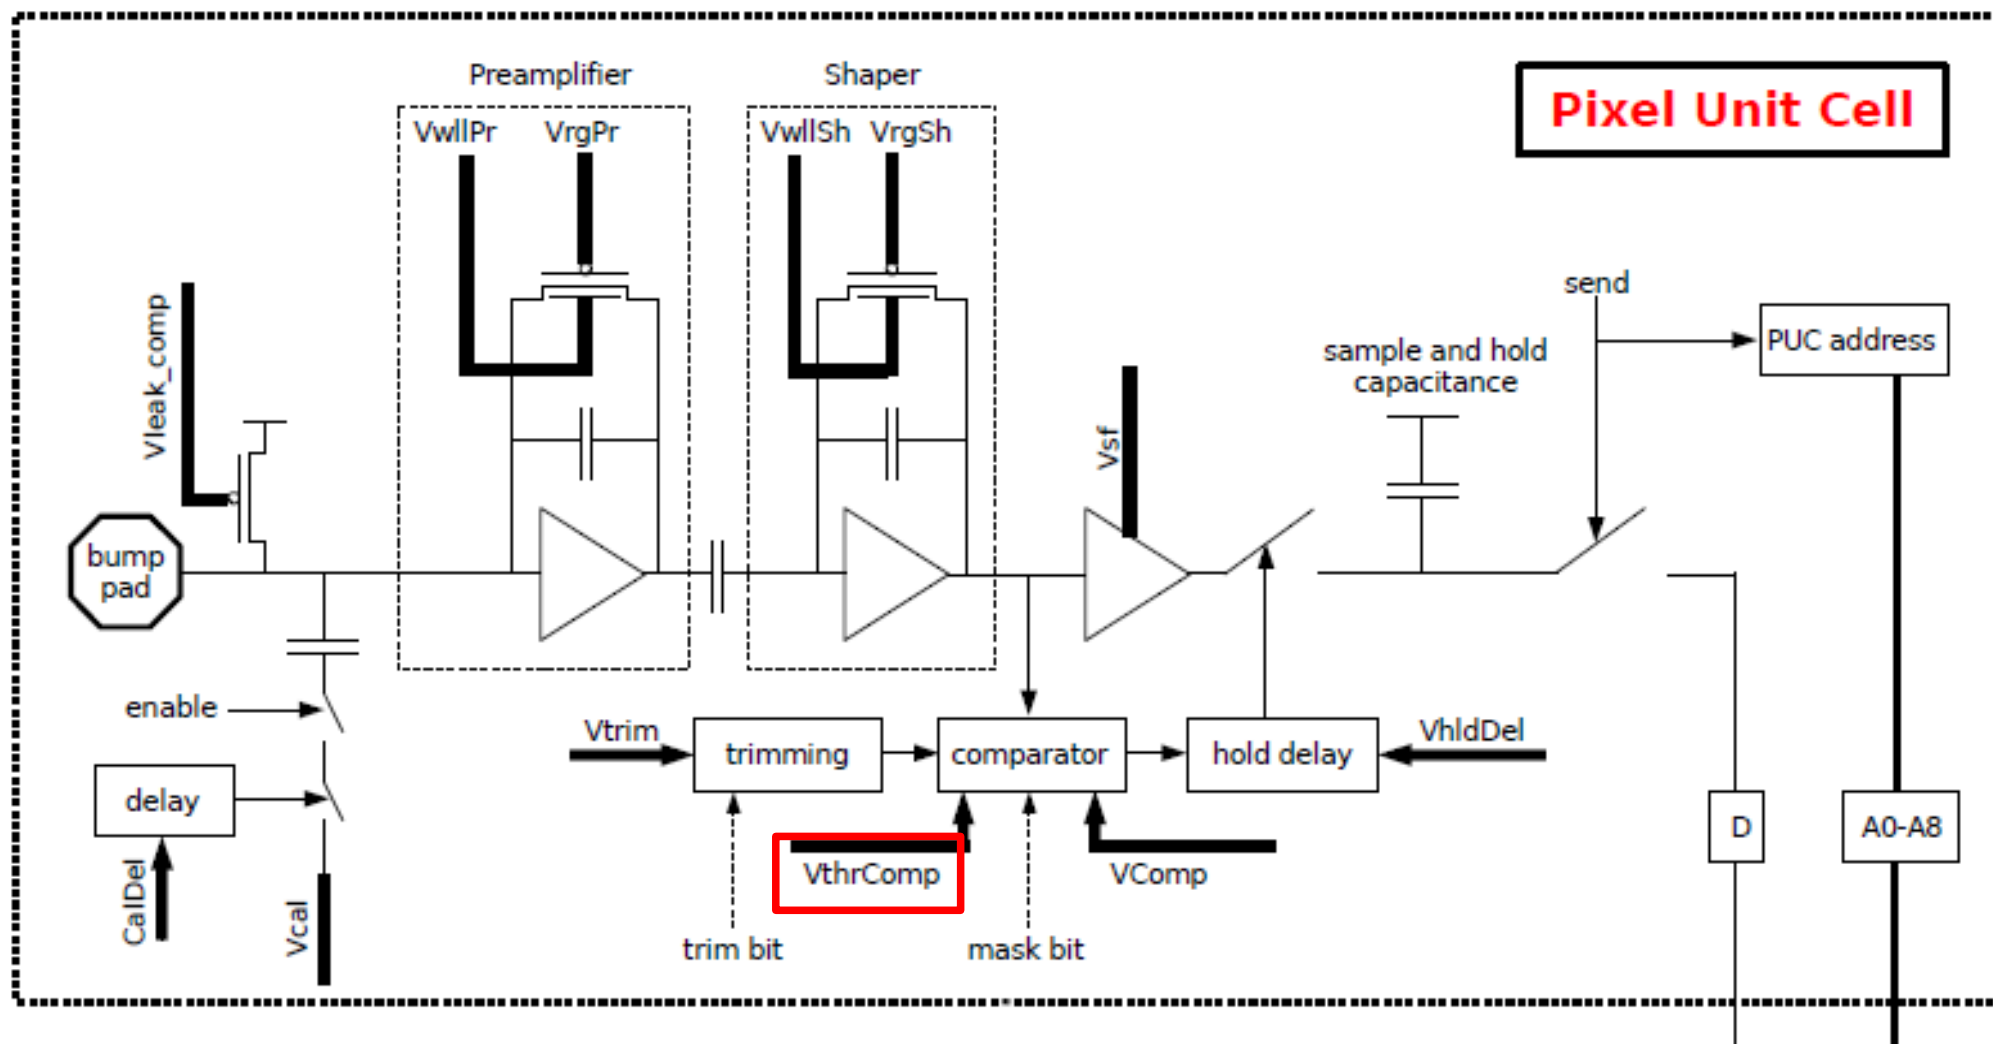 Preamplifier
Shaper
Pixel Unit Cell
VwllPr
VrgPr
VwllSh
VrgSh
Vleak_comp
send
PUC address
sample and hold
capacitance
Vsf
bump
pad
enable
Vtrim
trimming
comparator
hold delay
VhldDel
delay
D
A0-A8
VthrComp
VComp
CalDel
Vcal
trim bit
mask bit